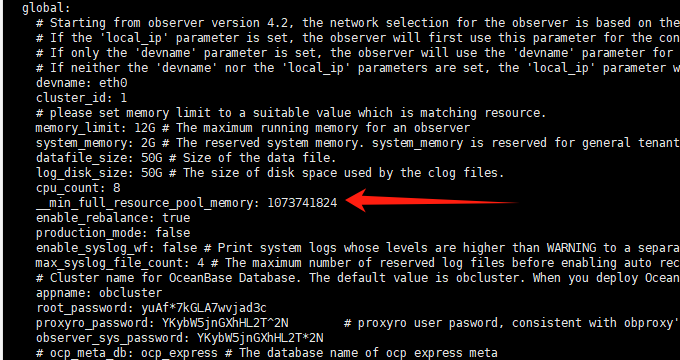 global:
# Starting from observer version 4.2, the network selection for the observer is based on the
# If the 'local_ip' parameter is set, the observer will first use this parameter for the con
# If only the 'devname' parameter is set, the observer will use the 'devname' parameter for
# If neither the 'devname' nor the 'local_ip' parameters are set, the 'local_ip' parameter w
devname: eth0
cluster_id: 1
# please set memory limit to a suitable value which is matching resource.
memory_limit: 12G # The maximum running memory for an observer
system_memory: 2G # The reserved system memory. system_memory is reserved for general tenant
datafile_size: 50G # Size of the data file.
log_disk_size: 50G # The size of disk space used by the clog files.
cpu_count: 8
__min_full_resource_pool_memory: 1073741824
enable_rebalance: true
production_mode: false
enable_syslog_wf: false # Print system logs whose levels are higher than WARNING to a separa
max_syslog_file_count: 4 # The maximum number of reserved log files before enabling auto rec
# Cluster name for OceanBase Database. The default value is obcluster. When you deploy Ocean
appname: obcluster
root_password: yuAf*7kGLA7wvjad3c
proxyro_password: YKybW5jnGXhHL2T^2N # proxyro user pasword, consistent with obproxy'
observer_sys_password: YKybW5jnGXhHL2T*2N
# ocp_meta_db: ocp_express # The database name of ocp express meta